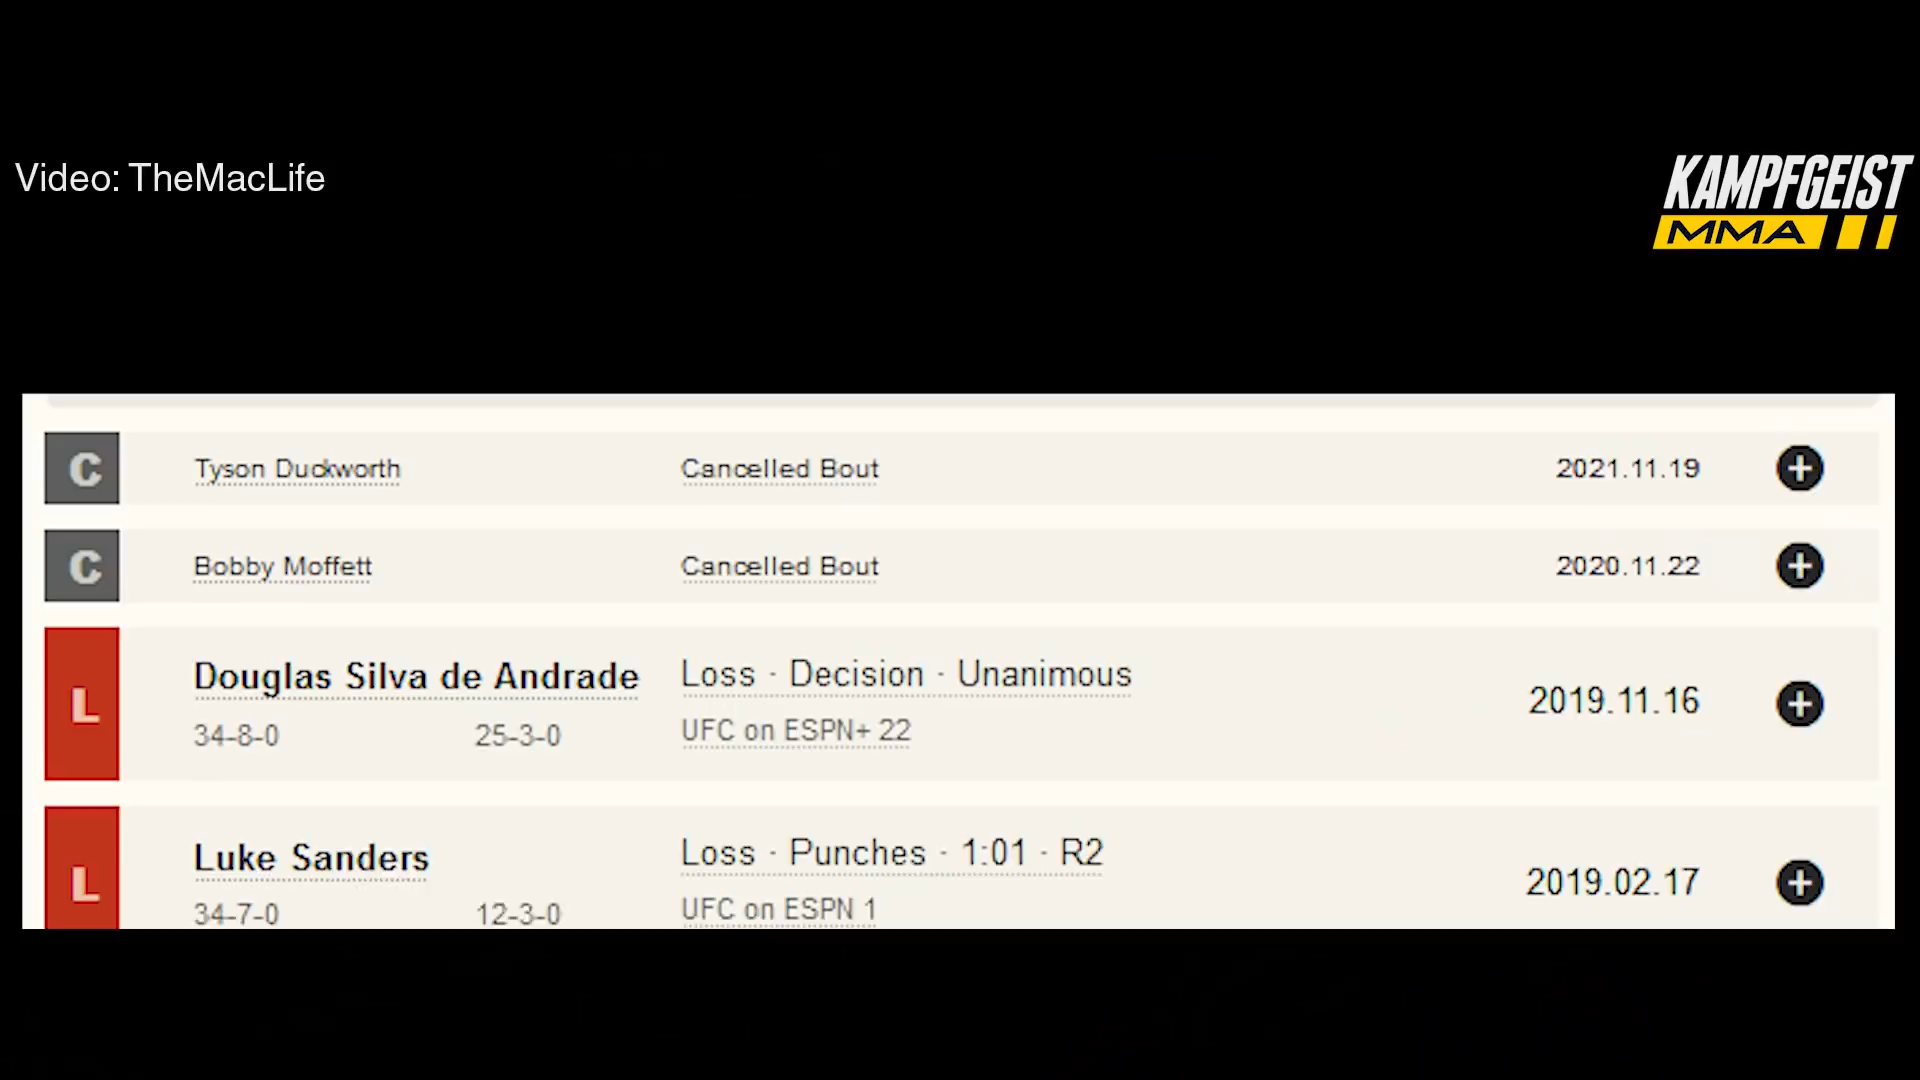 Video: TheMacLife
KAMPFGEIST
MMA
C Tyson Duckworth Cancelled Bout 2021.11.19
C Bobby Moffett Cancelled Bout 2020.11.22
L Douglas Silva de Andrade Loss · Decision · Unanimous 2019.11.16
34-8-0 25-3-0 UFC on ESPN+ 22
L Luke Sanders Loss · Punches · 1:01 · R2 2019.02.17
34-7-0 12-3-0 UFC on ESPN 1